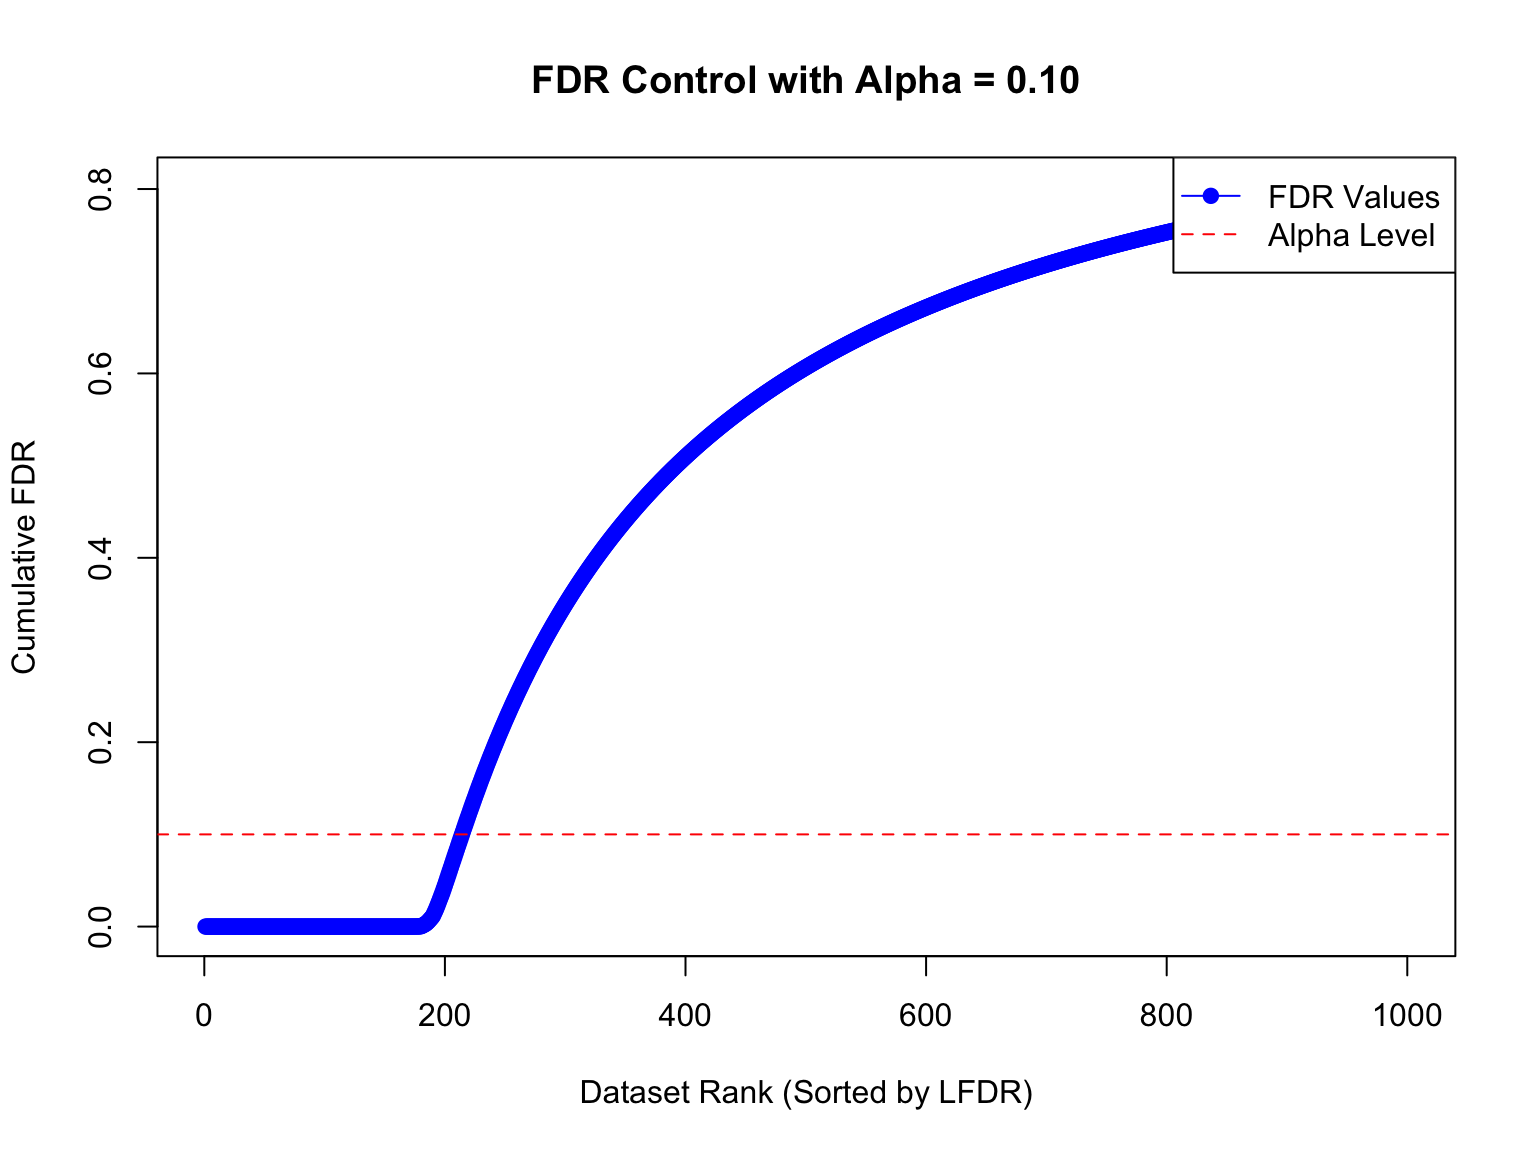 FDR Control with Alpha = 0.10
FDR Values
Alpha Level
0.8
0.6
0.4
0.2
0.0
Cumulative FDR
0 200 400 600 800 1000
Dataset Rank (Sorted by LFDR)